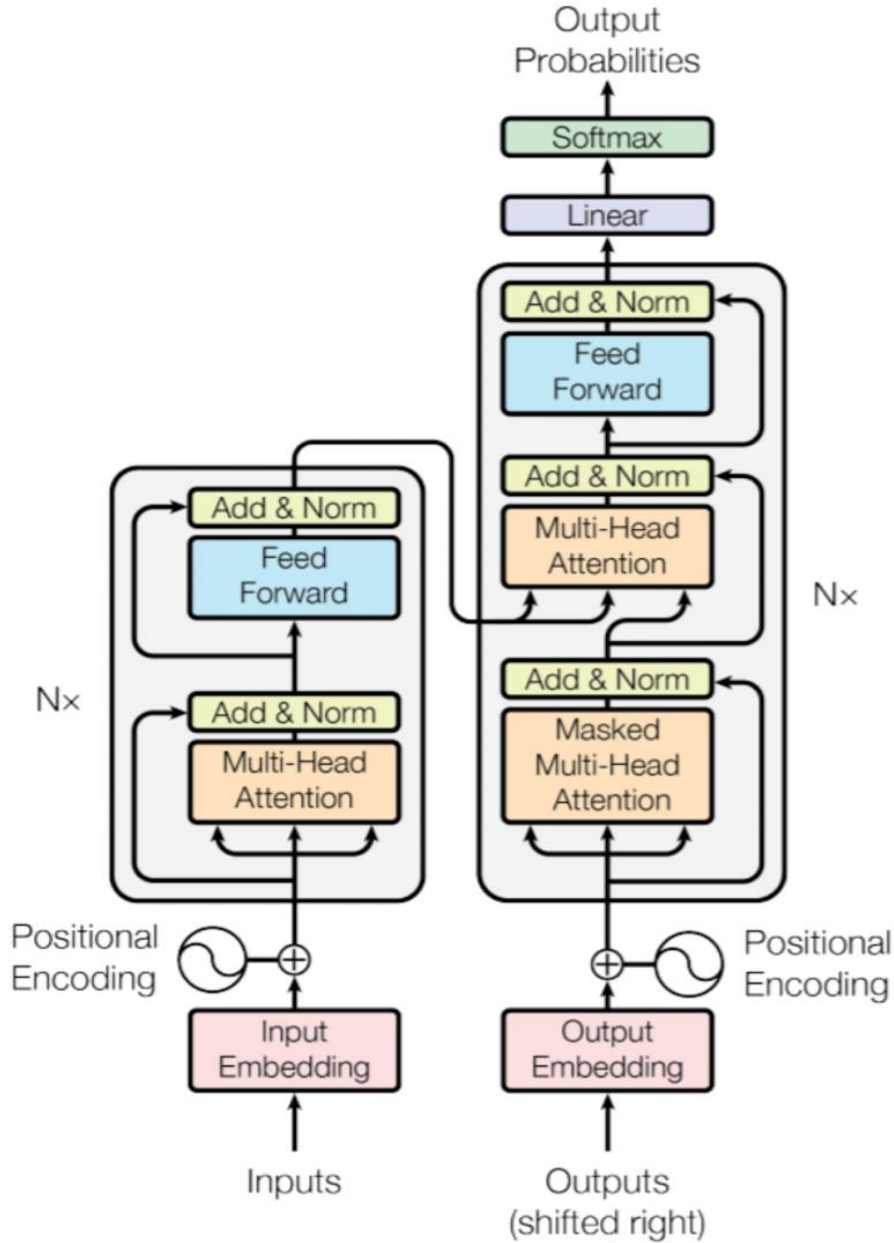 Output
Probabilities
Softmax
Linear
Add & Norm
Feed
Forward
Add & Norm
Multi-Head
Attention
Add & Norm
Masked
Multi-Head
Attention
Nx
Add & Norm
Feed
Forward
Add & Norm
Multi-Head
Attention
Nx
Positional
Encoding
Positional
Encoding
Input
Embedding
Output
Embedding
Inputs
Outputs
(shifted right)